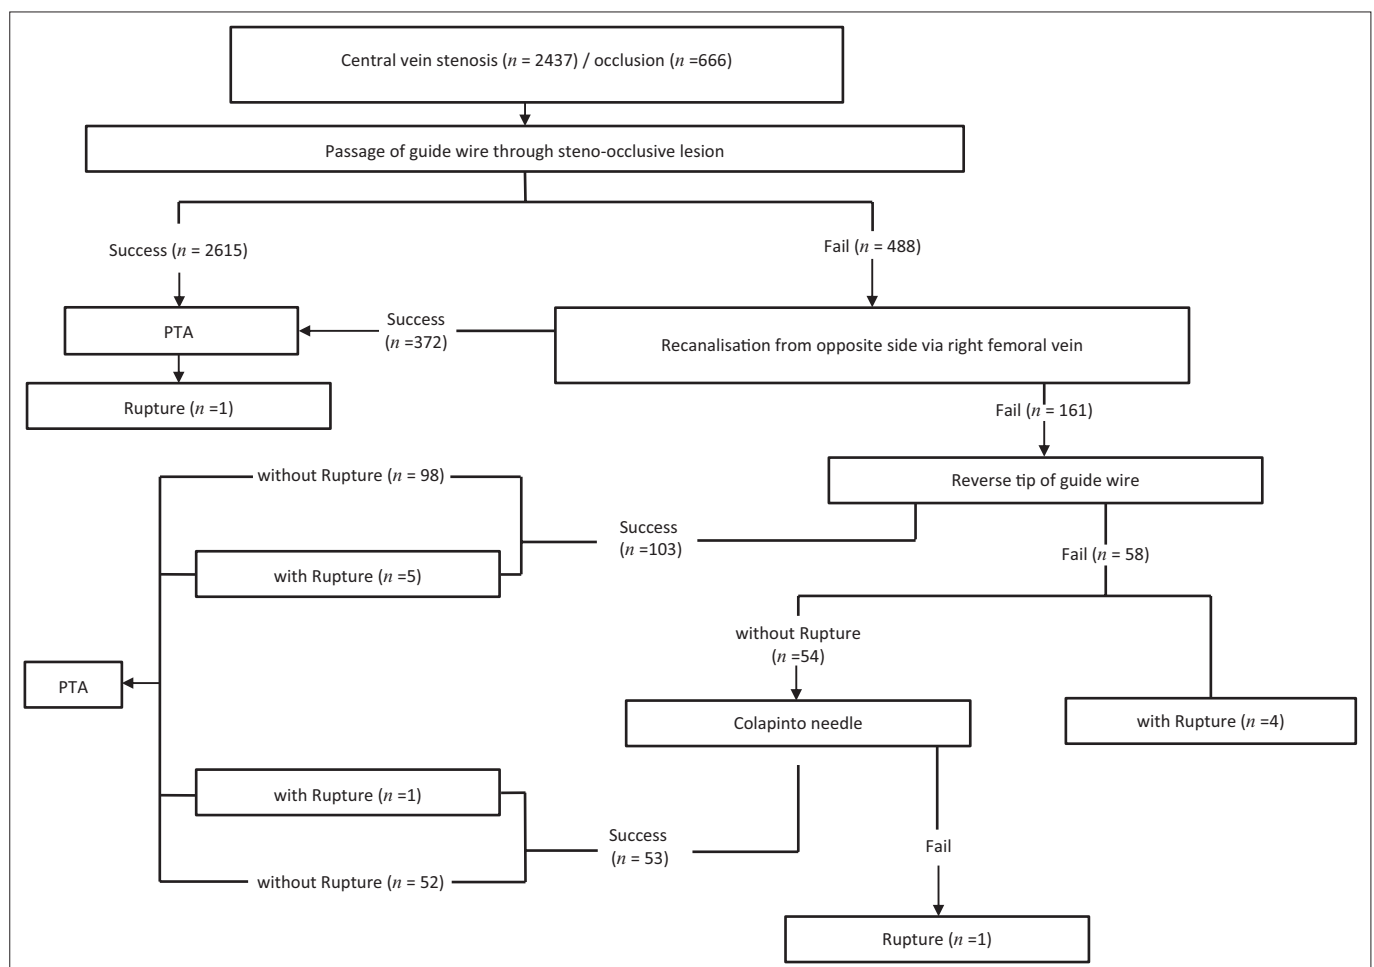 Central vein stenosis (n = 2437) / occlusion (n =666)
Passage of guide wire through steno-occlusive lesion
Success (n = 2615)
Fail (n = 488)
PTA
Success
(n =372)
Recanalisation from opposite side via right femoral vein
Rupture (n =1)
Fail (n = 161)
Reverse tip of guide wire
without Rupture (n = 98)
Success
(n =103)
with Rupture (n =5)
Fail (n = 58)
without Rupture
(n =54)
PTA
Colapinto needle
with Rupture (n =4)
with Rupture (n =1)
Success
(n = 53)
Fail
without Rupture (n = 52)
Rupture (n =1)